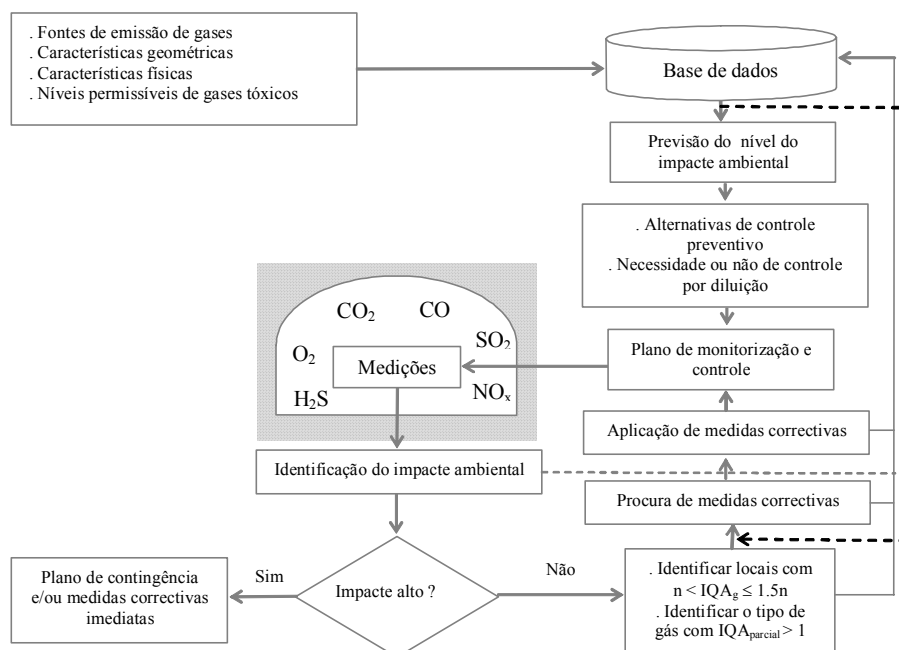 . Fontes de emissão de gases
. Características geométricas
. Características físicas
. Níveis permissíveis de gases tóxicos
Base de dados
Previsão do nível do
impacte ambiental
. Alternativas de controle
preventivo
. Necessidade ou não de controle
por diluição
CO₂
CO
SO₂
O₂
Medições
H₂S
NOₓ
Plano de monitorização e
controle
Aplicação de medidas correctivas
Identificação do impacte ambiental
Procura de medidas correctivas
Impacte alto ?
Sim
Não
Plano de contingência
e/ou medidas correctivas
imediatas
. Identificar locais com
n < IQA_g ≤ 1.5n
. Identificar o tipo de
gás com IQA_parcial > 1